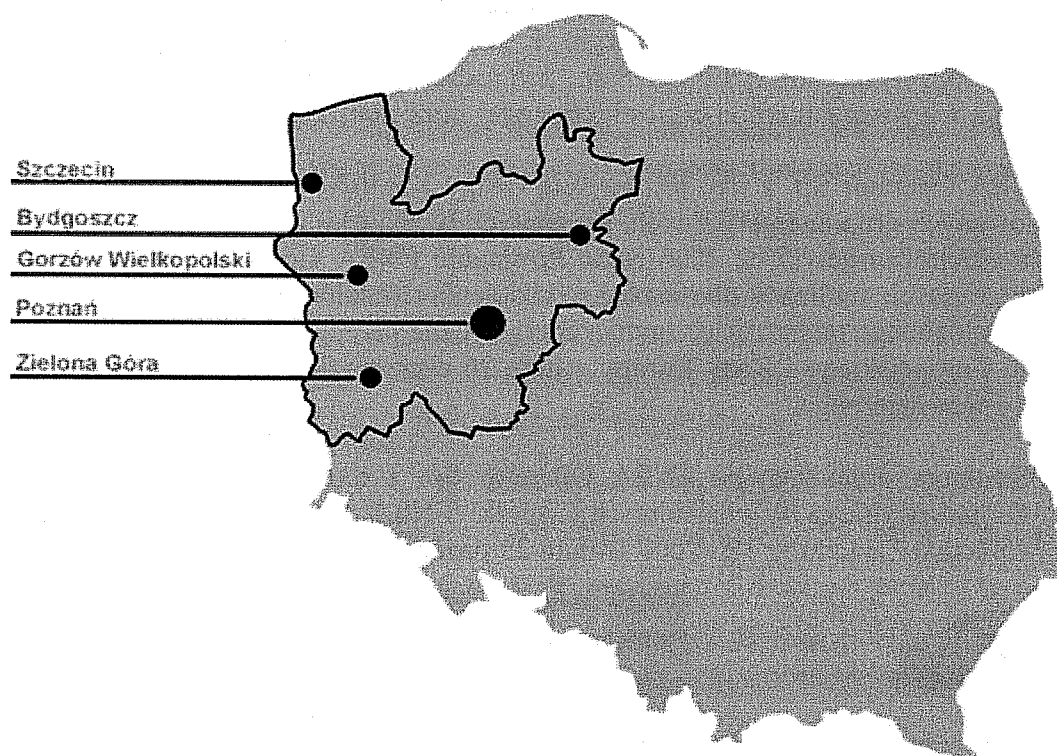 Szczecin
Bydgoszcz
Gorzów Wielkopolski
Poznań
Zielona Góra